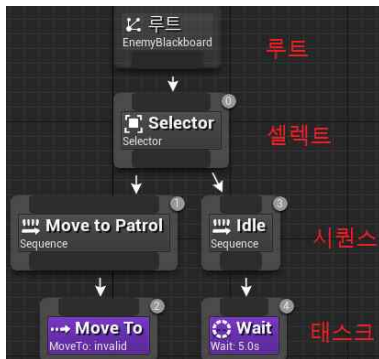 루트
EnemyBlackboard
루트
0
Selector
Selector
셀렉트
1
3
Move to Patrol
Sequence
Idle
Sequence
시퀀스
2
4
Move To
MoveTo: invalid
Wait
Wait: 5.0s
태스크